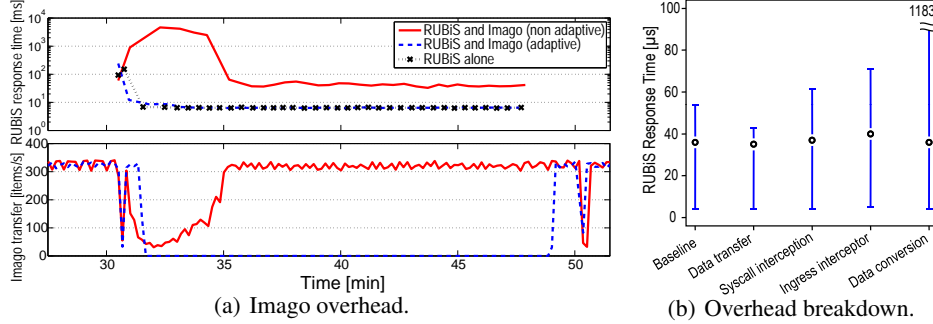 RUBiS response time [ms]
10^4
10^3
10^2
10^1
10^0
RUBiS and Imago (non adaptive)
RUBiS and Imago (adaptive)
RUBiS alone
Imago transfer [items/s]
400
300
200
100
0
30 35 40 45 50
Time [min]
(a) Imago overhead.
RUBiS Response Time [µs]
100
80
60
40
20
0
1183
Baseline
Data transfer
Syscall interception
Ingress interceptor
Data conversion
(b) Overhead breakdown.